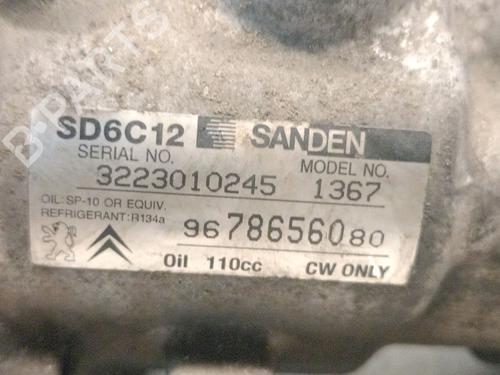 B-PARTS
SD6C12 SANDEN
SERIAL NO. MODEL NO.
3223010245 1367
OIL: SP-10 OR EQUIV.
REFRIGERANT: R134a
9678656080
Oil 110cc CW ONLY